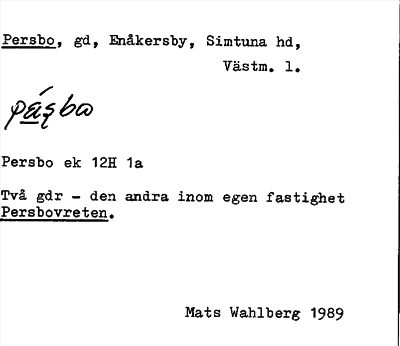 Persbo, gd, Enåkersby, Simtuna hd,
Västm. l.
pásbo
Persbo ek 12H 1a
Två gdr - den andra inom egen fastighet
Persbovreten.
Mats Wahlberg 1989